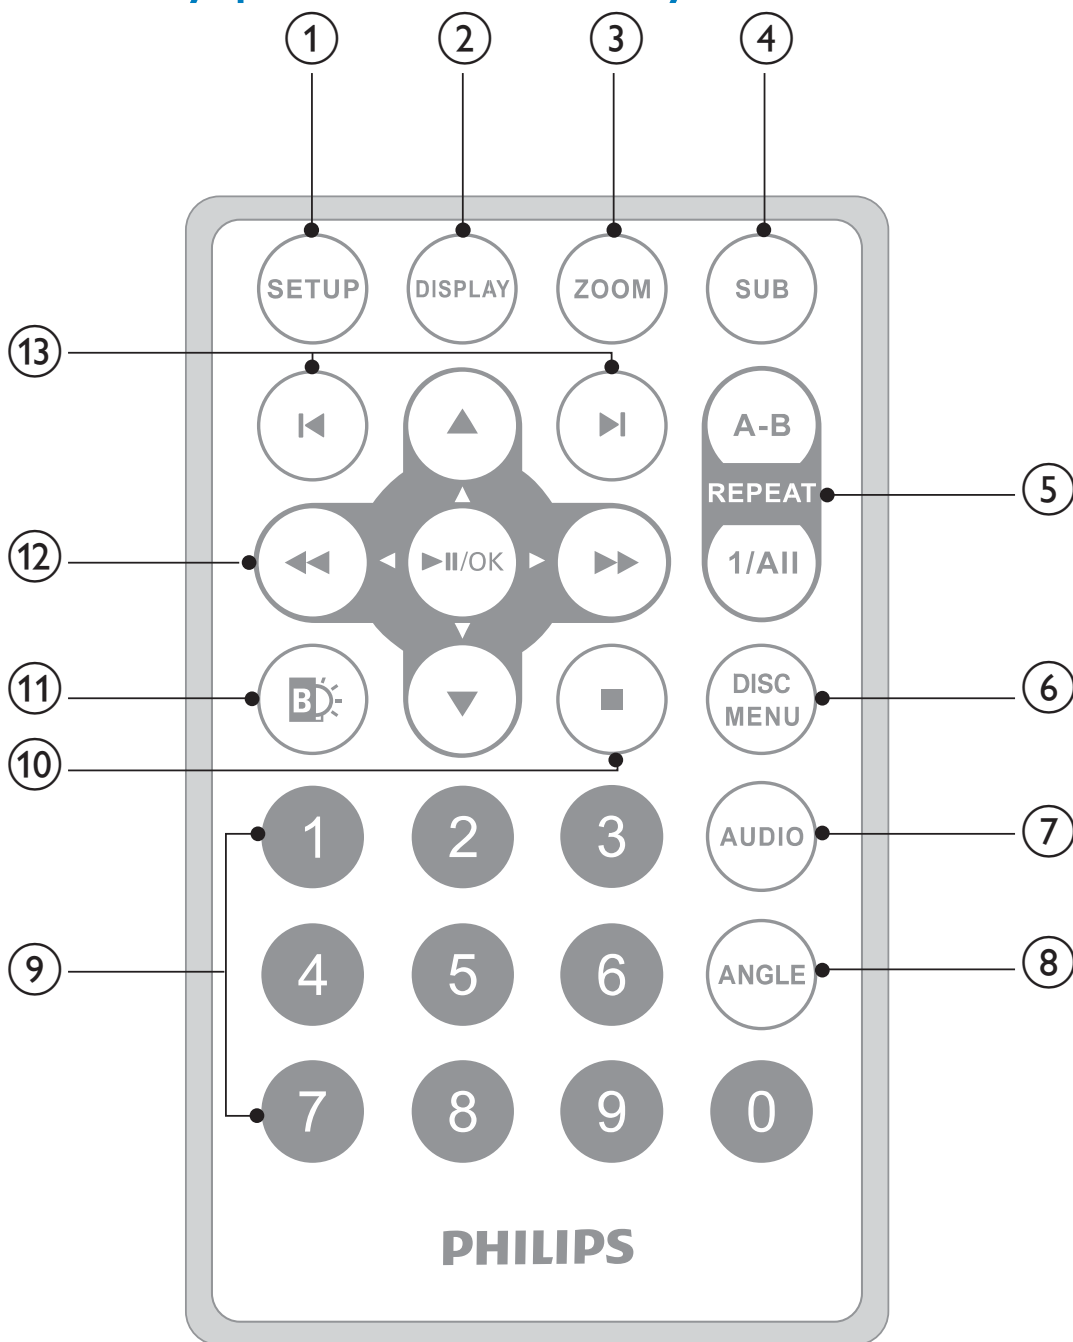 1 2 3 4
SETUP DISPLAY ZOOM SUB
13
A-B
REPEAT 5
12 /OK 1/All
11 B DISC MENU 6
10
1 2 3 AUDIO 7
9 4 5 6 ANGLE 8
7 8 9 0
PHILIPS